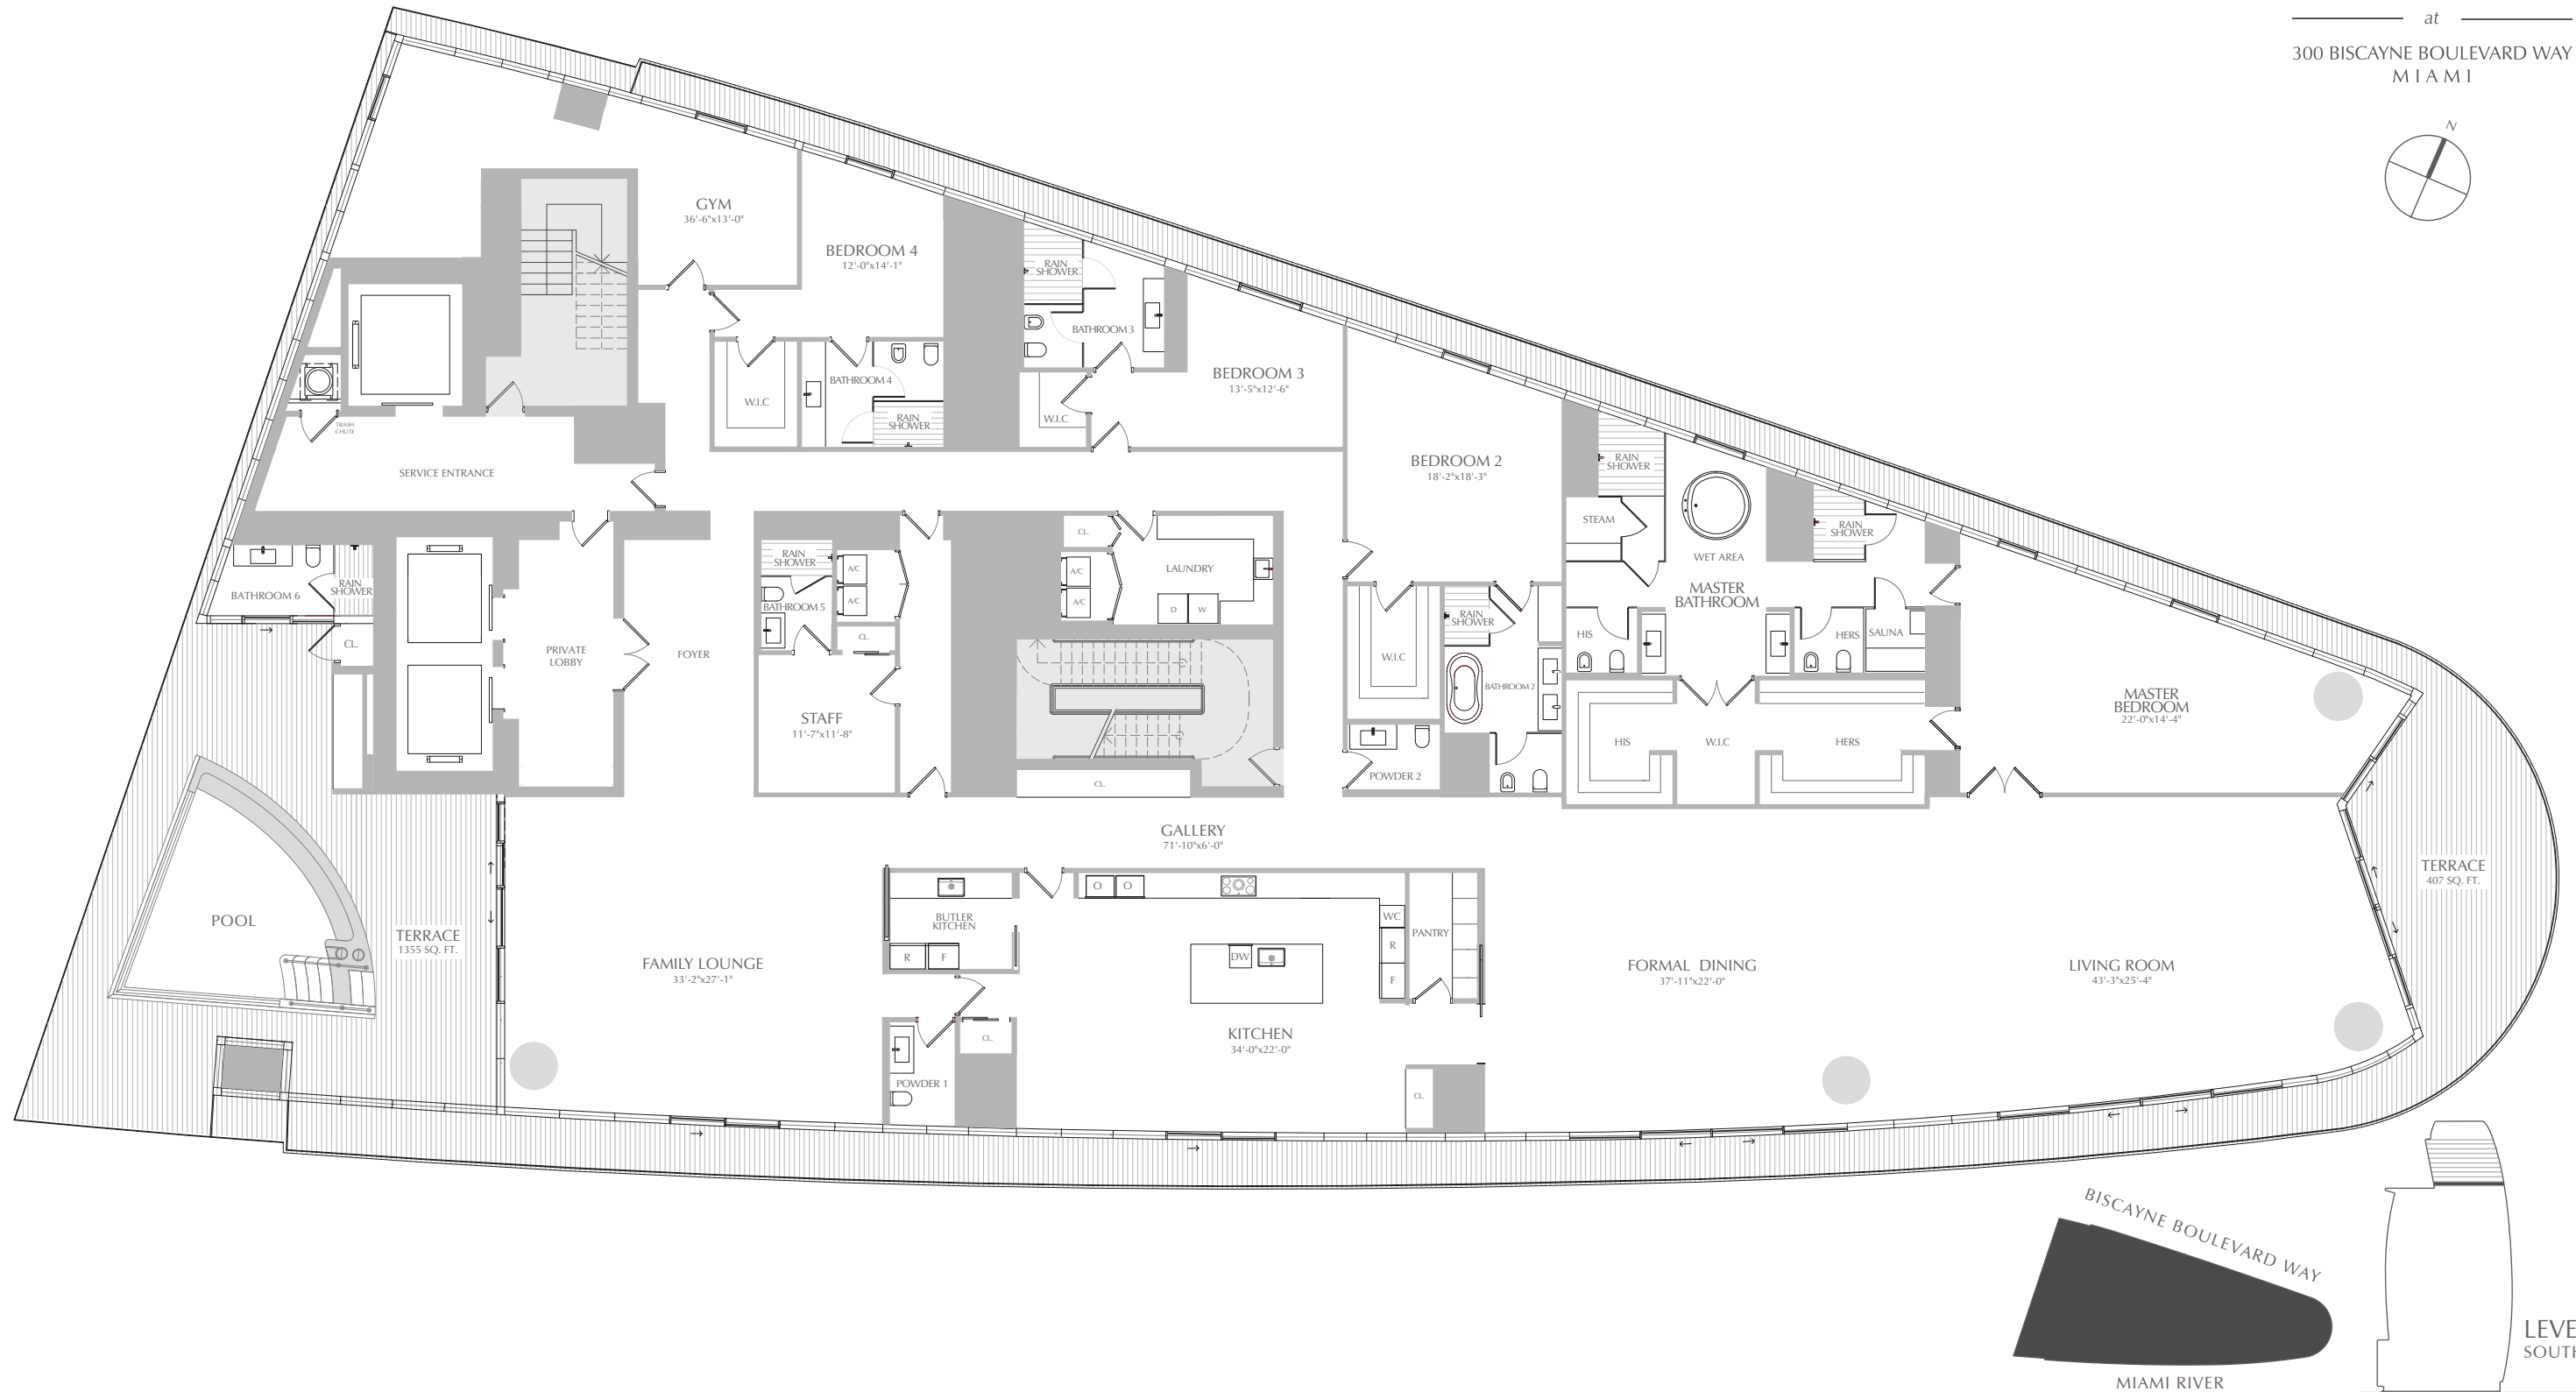 at
300 BISCAYNE BOULEVARD WAY
MIAMI
N
GYM
36'-6"x13'-0"
BEDROOM 4
12'-0"x14'-1"
RAIN
SHOWER
BATHROOM 3
BEDROOM 3
13'-5"x12'-6"
W.I.C
BATHROOM 4
RAIN
SHOWER
W.I.C
TRASH
CHUTE
SERVICE ENTRANCE
BEDROOM 2
18'-2"x18'-3"
RAIN
SHOWER
STEAM
WET AREA
RAIN
SHOWER
MASTER
BATHROOM
CL.
LAUNDRY
A/C
A/C
D
W
RAIN
SHOWER
A/C
A/C
BATHROOM 5
CL.
BATHROOM 6
RAIN
SHOWER
CL.
PRIVATE
LOBBY
FOYER
STAFF
11'-7"x11'-8"
W.I.C
RAIN
SHOWER
BATHROOM 2
HIS
HERS
SAUNA
MASTER
BEDROOM
22'-0"x14'-4"
HIS
W.I.C
HERS
POWDER 2
CL.
GALLERY
71'-10"x6'-0"
POOL
TERRACE
1355 SQ. FT.
FAMILY LOUNGE
33'-2"x27'-1"
BUTLER
KITCHEN
R
F
O
O
WC
R
F
PANTRY
DW
KITCHEN
34'-0"x22'-0"
CL.
POWDER 1
CL.
FORMAL DINING
37'-11"x22'-0"
LIVING ROOM
43'-3"x25'-4"
TERRACE
407 SQ. FT.
BISCAYNE BOULEVARD WAY
MIAMI RIVER
LEVE
SOUTH